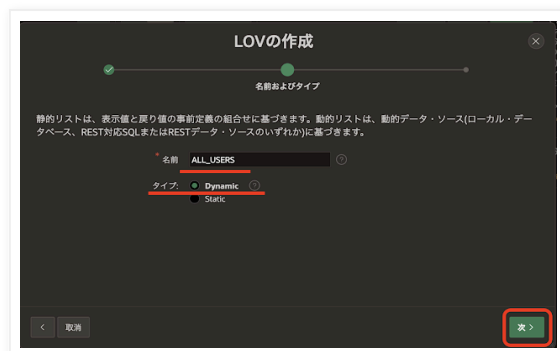 LOVの作成
名前およびタイプ
静的リストは、表示値と戻り値の事前定義の組合せに基づきます。動的リストは、動的データ・ソース(ローカル・デー
タベース、REST対応SQLまたはRESTデータ・ソースのいずれか)に基づきます。
* 名前 ALL_USERS ?
タイプ: Dynamic ?
Static
< 取消 次 >